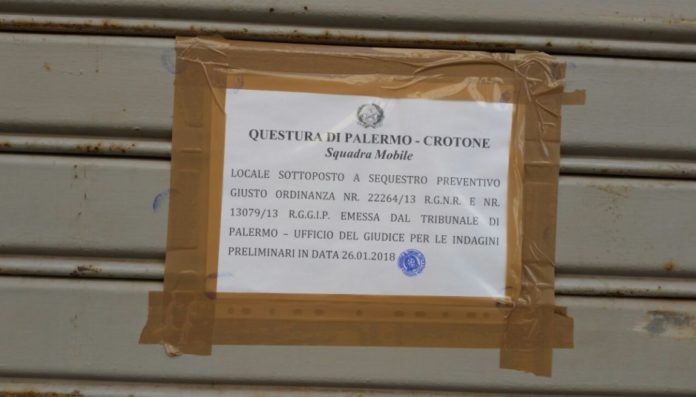 QUESTURA DI PALERMO - CROTONE
Squadra Mobile
LOCALE SOTTOPOSTO A SEQUESTRO PREVENTIVO
GIUSTO ORDINANZA NR. 22264/13 R.G.N.R. E NR.
13079/13 R.G.G.I.P. EMESSA DAL TRIBUNALE DI
PALERMO – UFFICIO DEL GIUDICE PER LE INDAGINI
PRELIMINARI IN DATA 26.01.2018